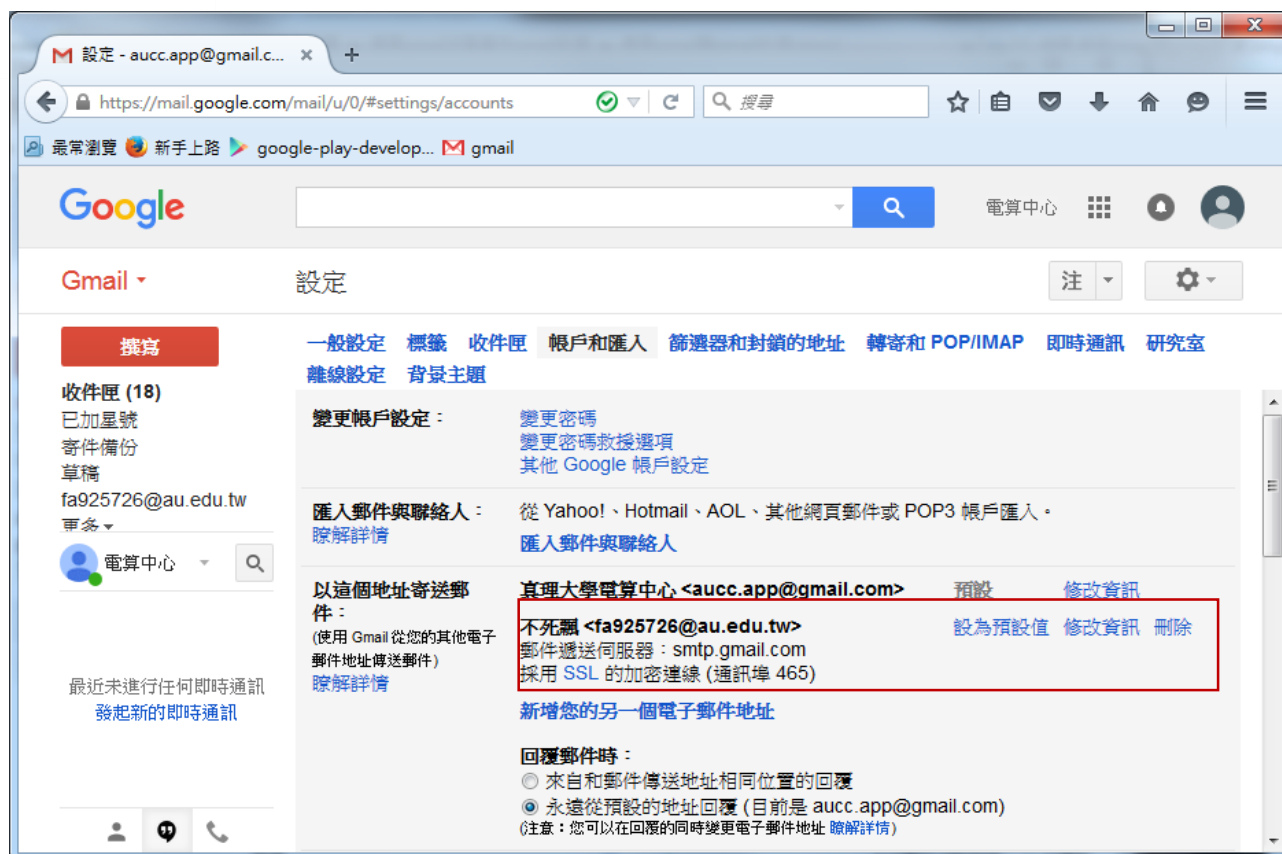 設定 - aucc.app@gmail.c...
https://mail.google.com/mail/u/0/#settings/accounts
搜尋
最常瀏覽 新手上路 google-play-develop... gmail
Google
電算中心
Gmail
設定
注
撰寫
收件匣 (18)
已加星號
寄件備份
草稿
fa925726@au.edu.tw
更多
電算中心
最近未進行任何即時通訊
發起新的即時通訊
一般設定 標籤 收件匣 帳戶和匯入 篩選器和封鎖的地址 轉寄和 POP/IMAP 即時通訊 研究室
離線設定 背景主題
變更帳戶設定：
變更密碼
變更密碼救援選項
其他 Google 帳戶設定
匯入郵件與聯絡人：
瞭解詳情
從 Yahoo!、Hotmail、AOL、其他網頁郵件或 POP3 帳戶匯入。
匯入郵件與聯絡人
以這個地址寄送郵
件：
(使用 Gmail 從您的其他電子
郵件地址傳送郵件)
瞭解詳情
真理大學電算中心 <aucc.app@gmail.com> 預設 修改資訊
不死飄 <fa925726@au.edu.tw> 設為預設值 修改資訊 刪除
郵件遞送伺服器：smtp.gmail.com
採用 SSL 的加密連線 (通訊埠 465)
新增您的另一個電子郵件地址
回覆郵件時：
來自和郵件傳送地址相同位置的回覆
永遠從預設的地址回覆 (目前是 aucc.app@gmail.com)
(注意：您可以在回覆的同時變更電子郵件地址 瞭解詳情)